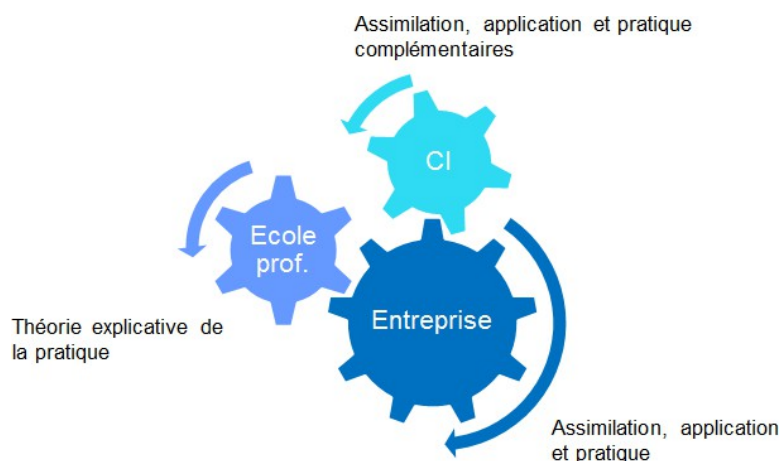 Assimilation, application et pratique
complémentaires
CI
Ecole
prof.
Entreprise
Théorie explicative de
la pratique
Assimilation, application
et pratique